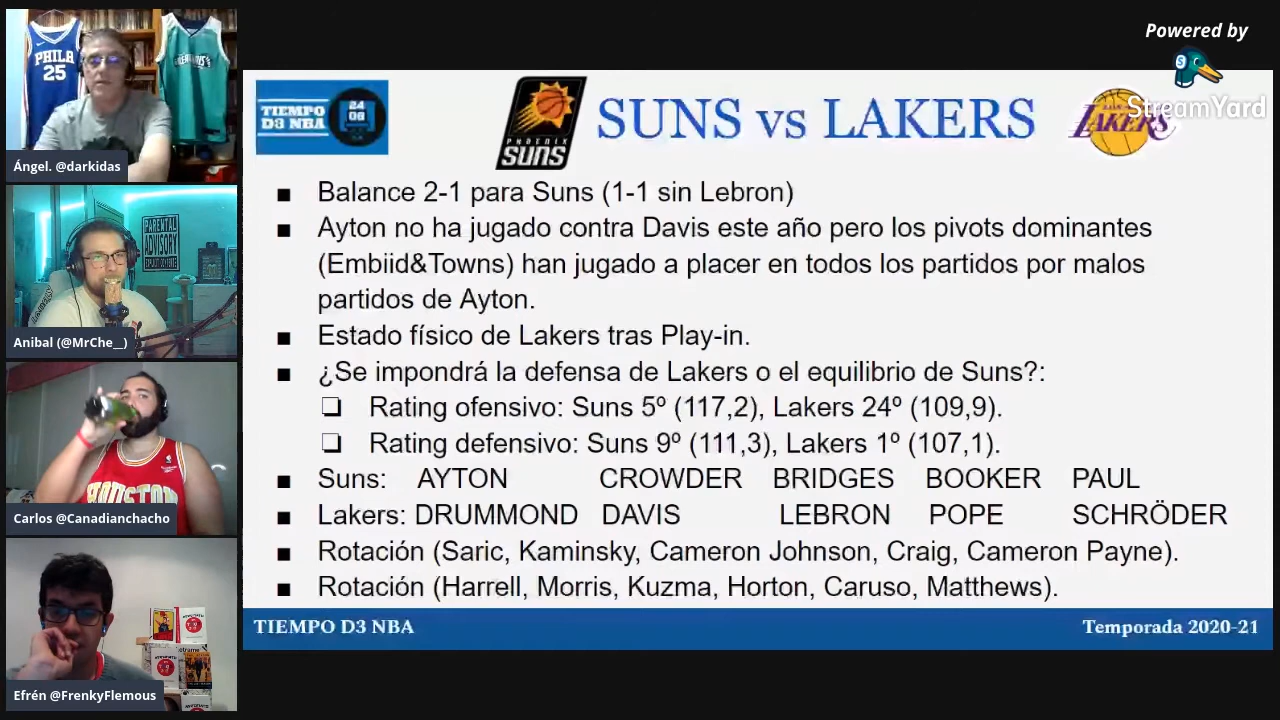 PHILA
25
Ángel. @darkidas
PARENTAL
ADVISORY
EXPLICIT CONTENT
Anibal (@MrChe__)
HOUSTON
Carlos @Canadianchacho
Efrén @FrenkyFlemous
Powered by
StreamYard
TIEMPO
D3 NBA
24
08
PHOENIX
SUNS
SUNS vs LAKERS
LAKERS
■ Balance 2-1 para Suns (1-1 sin Lebron)
■ Ayton no ha jugado contra Davis este año pero los pivots dominantes
(Embiid&Towns) han jugado a placer en todos los partidos por malos
partidos de Ayton.
■ Estado físico de Lakers tras Play-in.
■ ¿Se impondrá la defensa de Lakers o el equilibrio de Suns?:
❏ Rating ofensivo: Suns 5º (117,2), Lakers 24º (109,9).
❏ Rating defensivo: Suns 9º (111,3), Lakers 1º (107,1).
■ Suns: AYTON CROWDER BRIDGES BOOKER PAUL
■ Lakers: DRUMMOND DAVIS LEBRON POPE SCHRÖDER
■ Rotación (Saric, Kaminsky, Cameron Johnson, Craig, Cameron Payne).
■ Rotación (Harrell, Morris, Kuzma, Horton, Caruso, Matthews).
TIEMPO D3 NBA
Temporada 2020-21